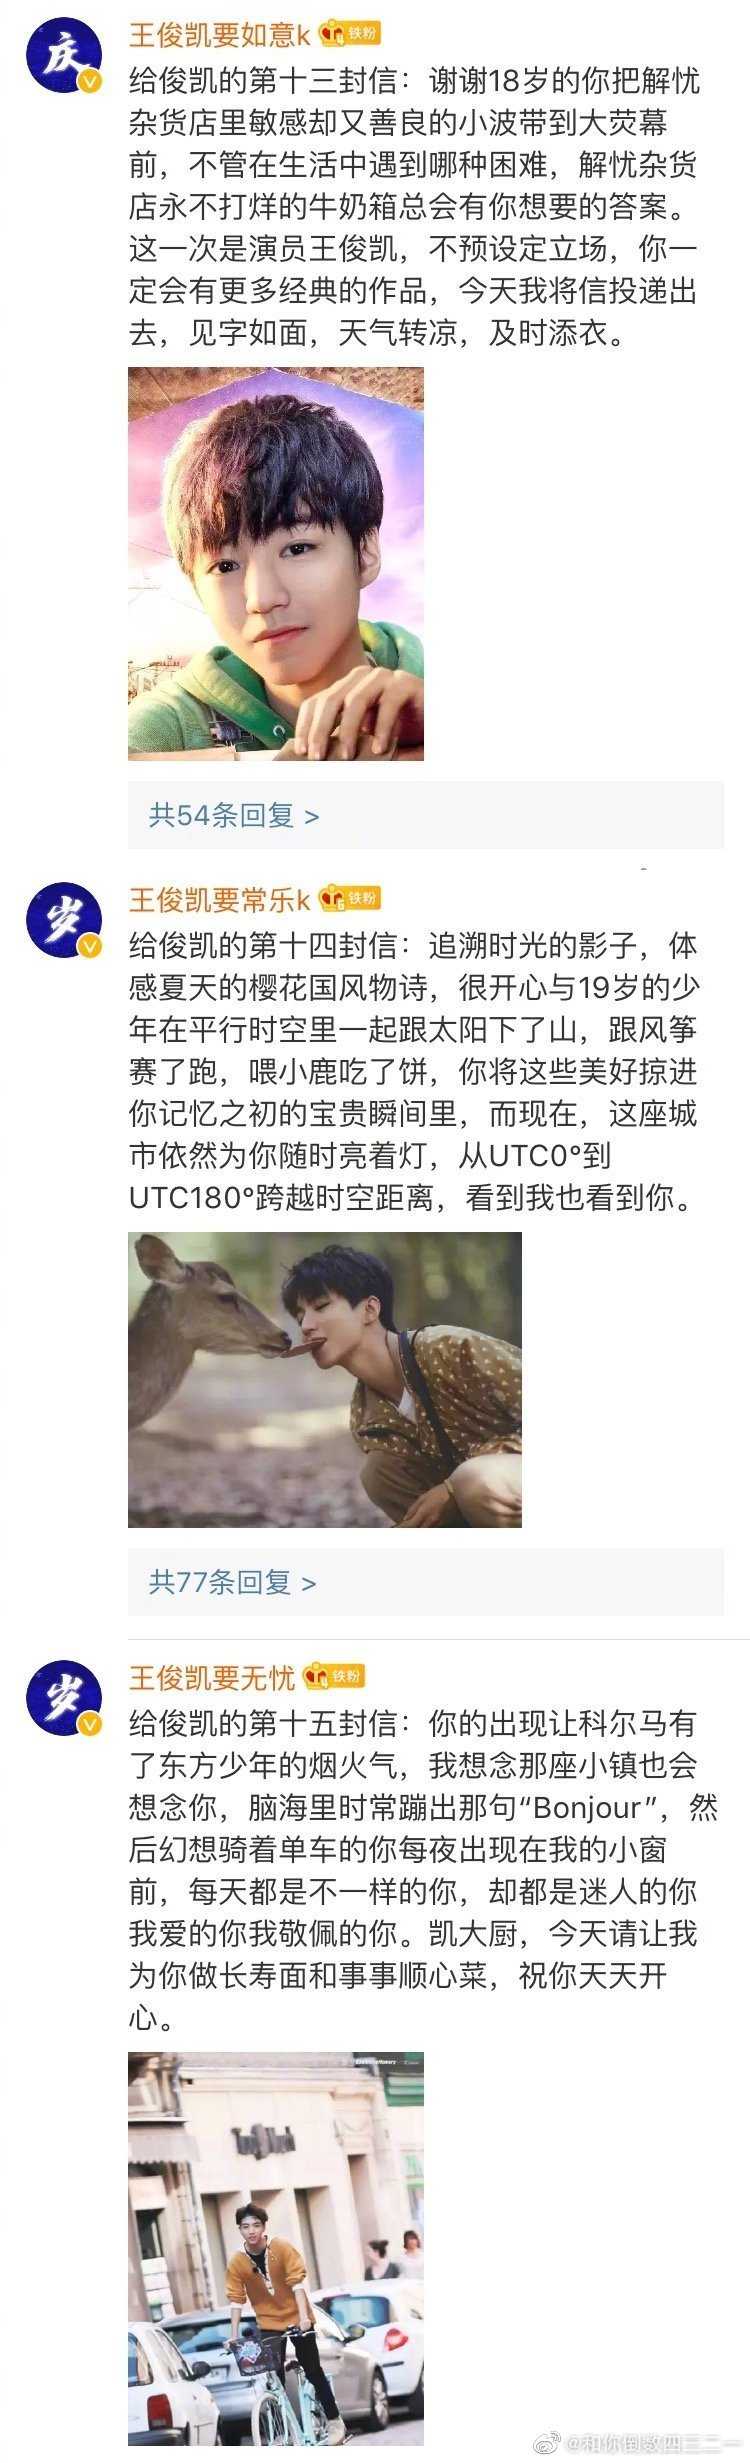 庆
王俊凯要如意k 铁粉
给俊凯的第十三封信：谢谢18岁的你把解忧
杂货店里敏感却又善良的小波带到大荧幕
前，不管在生活中遇到哪种困难，解忧杂货
店永不打烊的牛奶箱总会有你想要的答案。
这一次是演员王俊凯，不预设定立场，你一
定会有更多经典的作品，今天我将信投递出
去，见字如面，天气转凉，及时添衣。
共54条回复 >
岁
王俊凯要常乐k 6 铁粉
给俊凯的第十四封信：追溯时光的影子，体
感夏天的樱花国风物诗，很开心与19岁的少
年在平行时空里一起跟太阳下了山，跟风筝
赛了跑，喂小鹿吃了饼，你将这些美好掠进
你记忆之初的宝贵瞬间里，而现在，这座城
市依然为你随时亮着灯，从UTC0°到
UTC180°跨越时空距离，看到我也看到你。
共77条回复 >
岁
王俊凯要无忧 铁粉
给俊凯的第十五封信：你的出现让科尔马有
了东方少年的烟火气，我想念那座小镇也会
想念你，脑海里时常蹦出那句“Bonjour”，然
后幻想骑着单车的你每夜出现在我的小窗
前，每天都是不一样的你，却都是迷人的你
我爱的你我敬佩的你。凯大厨，今天请让我
为你做长寿面和事事顺心菜，祝你天天开
心。
@和你倒数四三二一